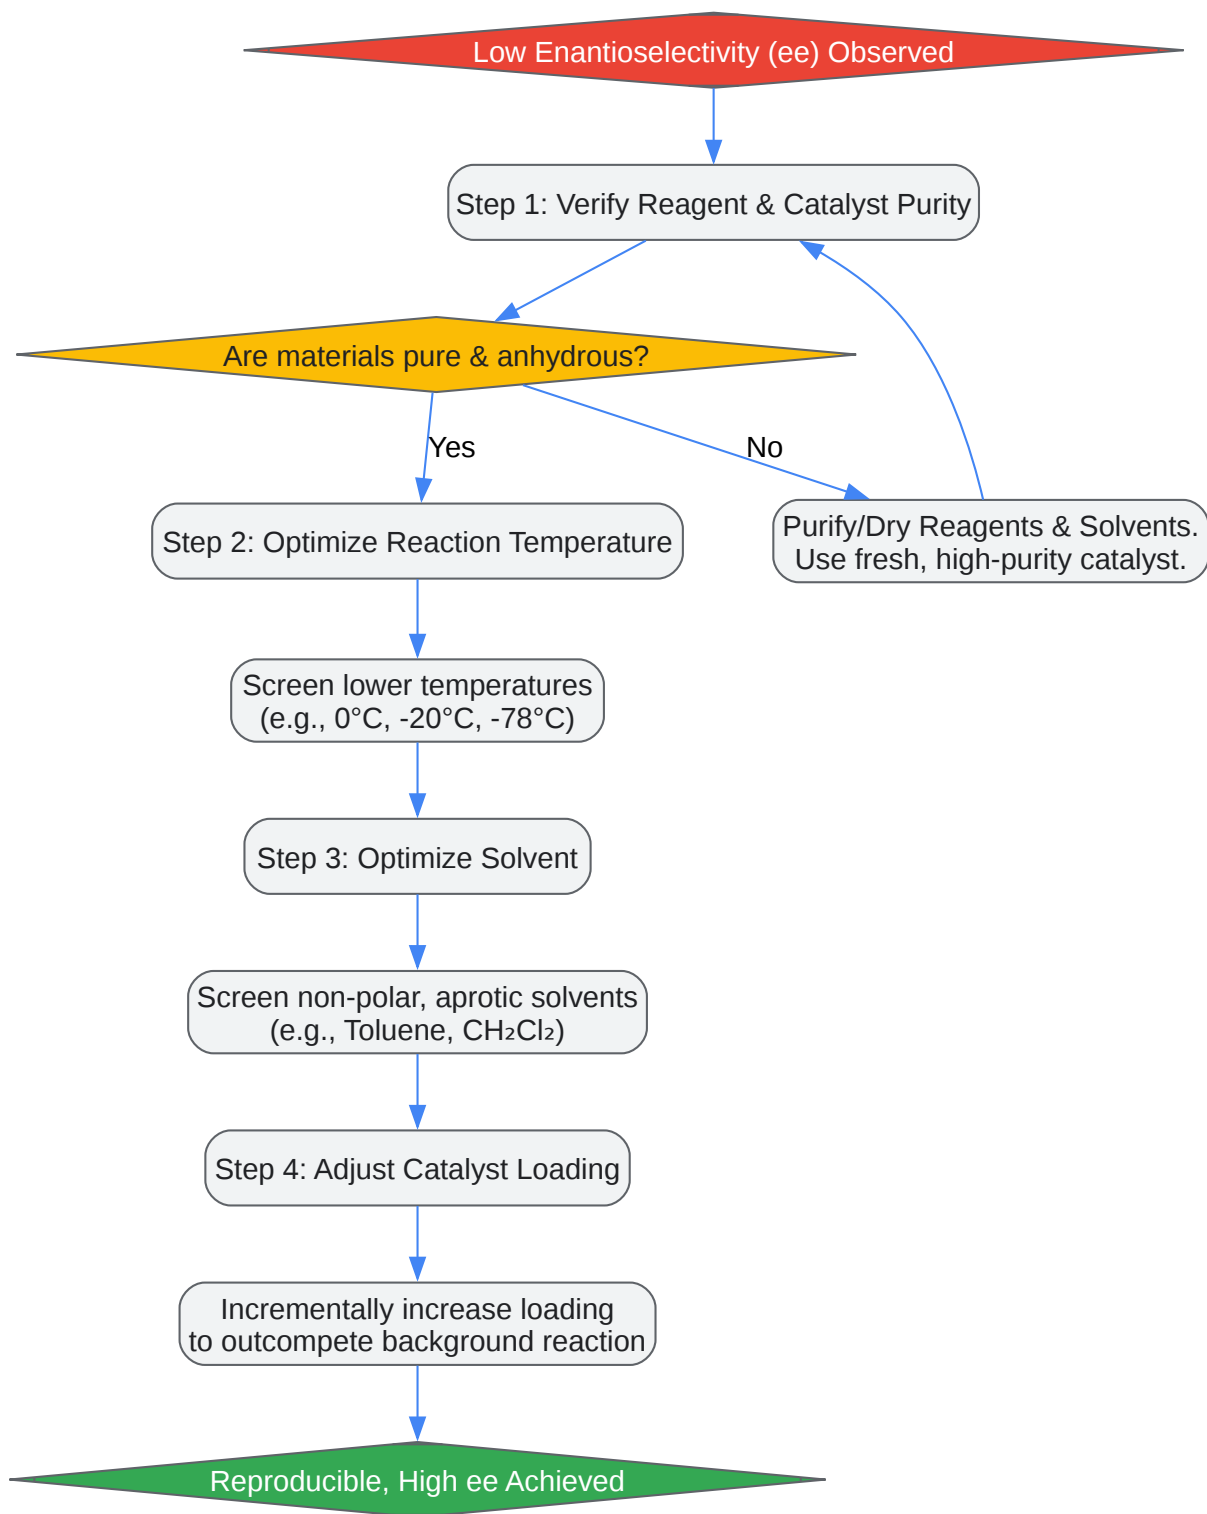 Low Enantioselectivity (ee) Observed
Step 1: Verify Reagent & Catalyst Purity
Are materials pure & anhydrous?
Yes
No
Step 2: Optimize Reaction Temperature
Purify/Dry Reagents & Solvents.
Use fresh, high-purity catalyst.
Screen lower temperatures
(e.g., 0°C, -20°C, -78°C)
Step 3: Optimize Solvent
Screen non-polar, aprotic solvents
(e.g., Toluene, CH₂Cl₂)
Step 4: Adjust Catalyst Loading
Incrementally increase loading
to outcompete background reaction
Reproducible, High ee Achieved